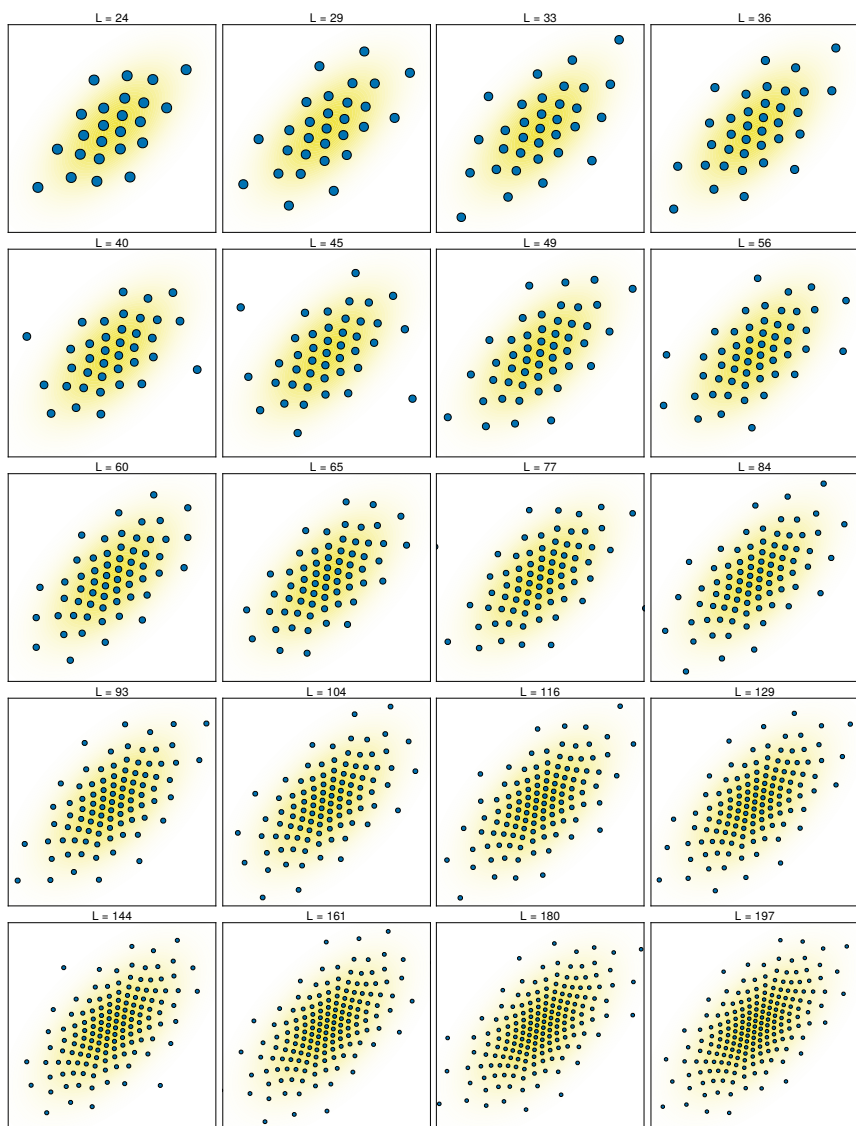 L = 24
L = 29
L = 33
L = 36
L = 40
L = 45
L = 49
L = 56
L = 60
L = 65
L = 77
L = 84
L = 93
L = 104
L = 116
L = 129
L = 144
L = 161
L = 180
L = 197